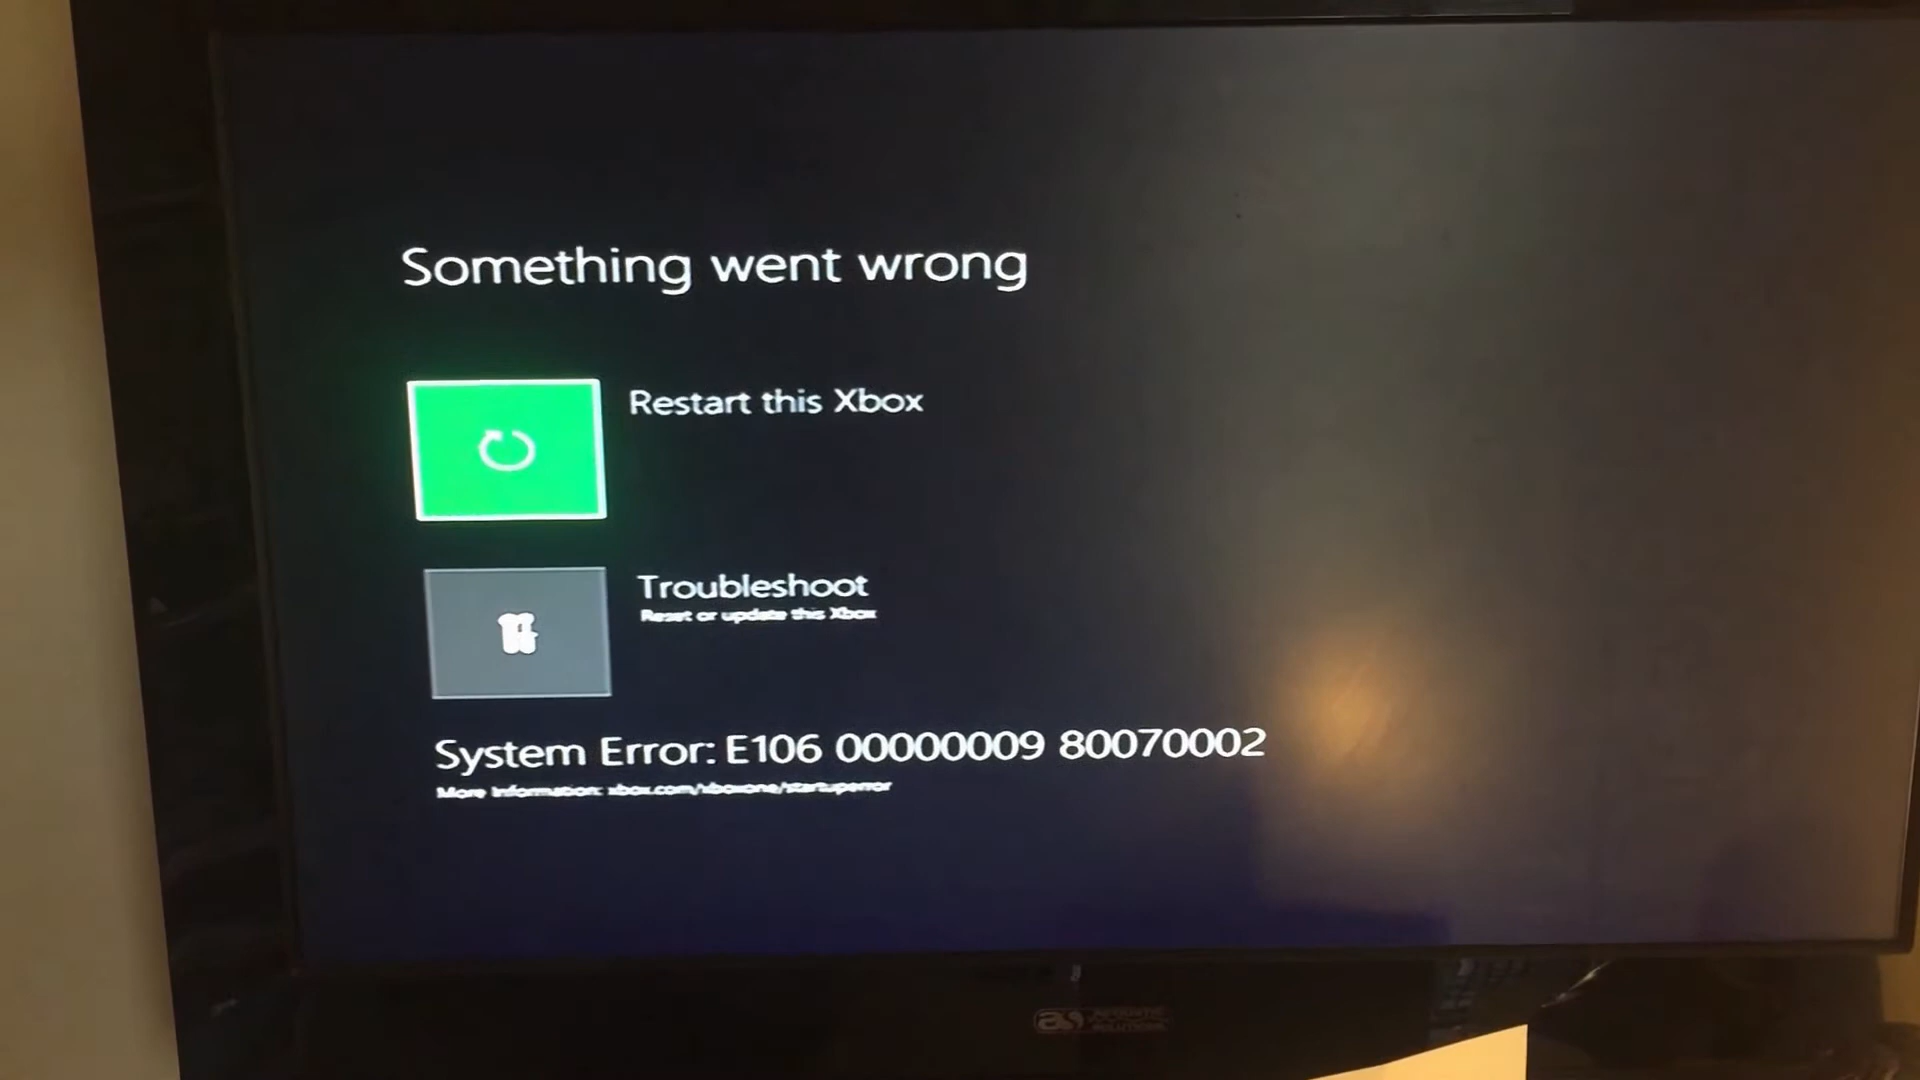 Something went wrong
Restart this Xbox
Troubleshoot
Reset or update this Xbox
System Error: E106 00000009 80070002
More Information: xbox.com/xboxone/startuperror